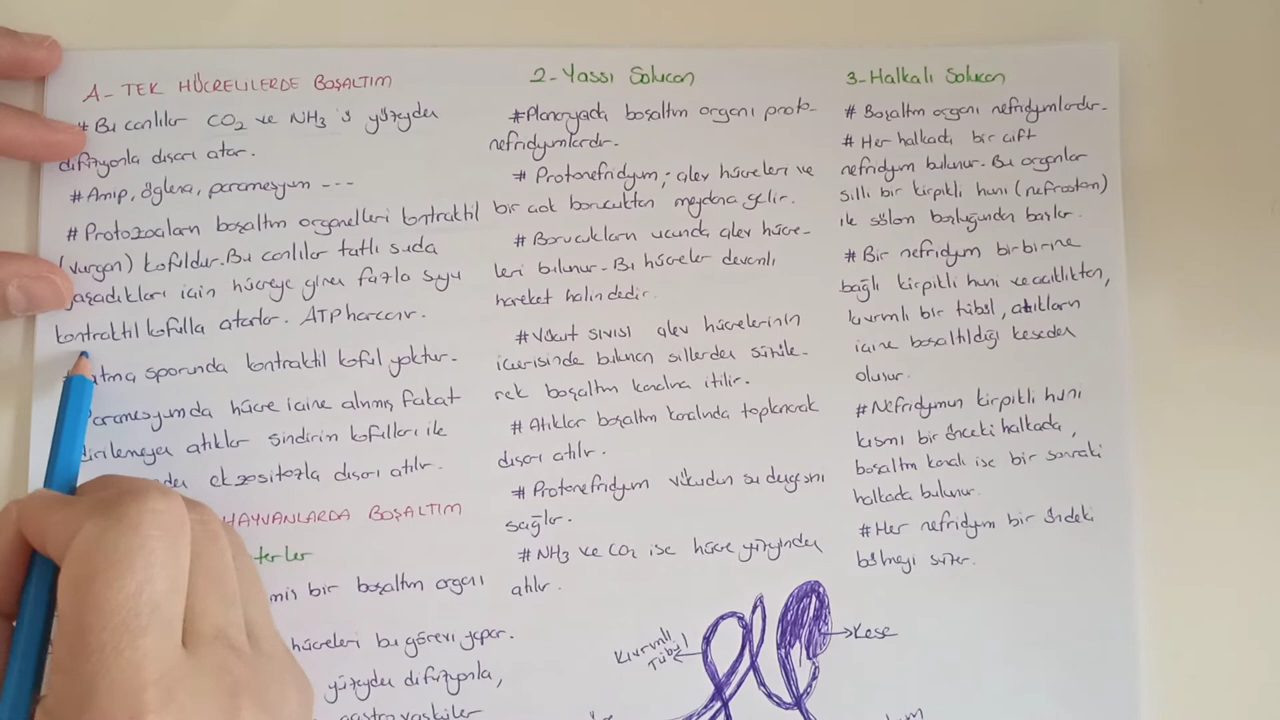 A- TEK HÜCRELİLERDE BOŞALTIM
# Bu canlılar CO2 ve NH3'ü yüzeyden
difüzyonla dışarı atar.
# Amip, öglena, paramesyum ---
# Protozoaların boşaltım organelleri kontraktil
(vurgan) kofuldur. Bu canlılar tatlı suda
yaşadıkları için hücreye giren fazla suyu
kontraktil kofulla atarlar. ATP harcanır.
sporunda kontraktil koful yoktur.
Paramesyumda hücre içine alınmış fakat
atıklar sindirim kofulları ile
ekzositozla dışarı atılır.
HAYVANLARDA BOŞALTIM
bir boşaltım organı
hücreleri bu görevi yapar.
yüzeyden difüzyonla,
gastrovasküler
2- Yassı Solucan
# Planaryada boşaltım organı proto-
nefridyumlardır.
# Protonefridyum; alev hücreleri ve
bir çok borucuktan meydana gelir.
# Borucukların ucunda alev hücre-
leri bulunur. Bu hücreler devamlı
hareket halindedir.
# Vücut sıvısı alev hücrelerinin
içerisinde bulunan sillerden süzüle-
rek boşaltım kanalına itilir.
# Atıklar boşaltım kanalında toplanarak
dışarı atılır.
# Protonefridyum vücudun su dengesini
sağlar.
# NH3 ve CO2 ise hücre yüzeyinden
atılır.
Kıvrımlı
Tübül
Kese
3- Halkalı Solucan
# Boşaltım organı nefridyumlardır.
# Her halkada bir çift
nefridyum bulunur. Bu organlar
silli bir kirpikli huni (nefrostom)
ile sölom boşluğundan başlar.
# Bir nefridyum birbirine
bağlı kirpikli huni ve açıklıktan,
kıvrımlı bir tübül, atıkların
içine boşaltıldığı keseden
oluşur.
# Nefridyumun kirpikli huni
kısmı bir önceki halkada,
boşaltım kanalı ise bir sonraki
halkada bulunur.
# Her nefridyum bir öndeki
bölmeyi süzer.